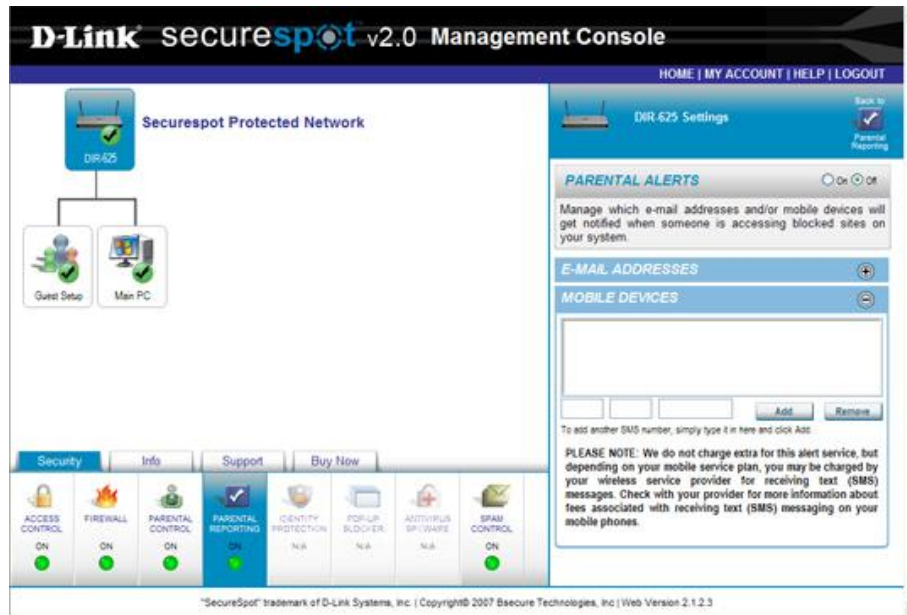 D-Link securespot v2.0 Management Console
HOME | MY ACCOUNT | HELP | LOGOUT
DIR-625
Securespot Protected Network
Guest Setup
Main PC
DIR-625 Settings
Back to
Parental
Reporting
PARENTAL ALERTS
On Off
Manage which e-mail addresses and/or mobile devices will
get notified when someone is accessing blocked sites on
your system.
E-MAIL ADDRESSES
MOBILE DEVICES
Add Remove
To add another SMS number, simply type it in here and click Add.
PLEASE NOTE: We do not charge extra for this alert service, but
depending on your mobile service plan, you may be charged by
your wireless service provider for receiving text (SMS)
messages. Check with your provider for more information about
fees associated with receiving text (SMS) messaging on your
mobile phones.
Security Info Support Buy Now
ACCESS
CONTROL
ON
FIREWALL
ON
PARENTAL
CONTROL
ON
PARENTAL
REPORTING
ON
IDENTITY
PROTECTION
N/A
POP-UP
BLOCKER
N/A
ANTIVIRUS
SPYWARE
N/A
SPAM
CONTROL
ON
"SecureSpot" trademark of D-Link Systems, Inc. | Copyright© 2007 Bsecure Technologies, Inc | Web Version 2.1.2.3